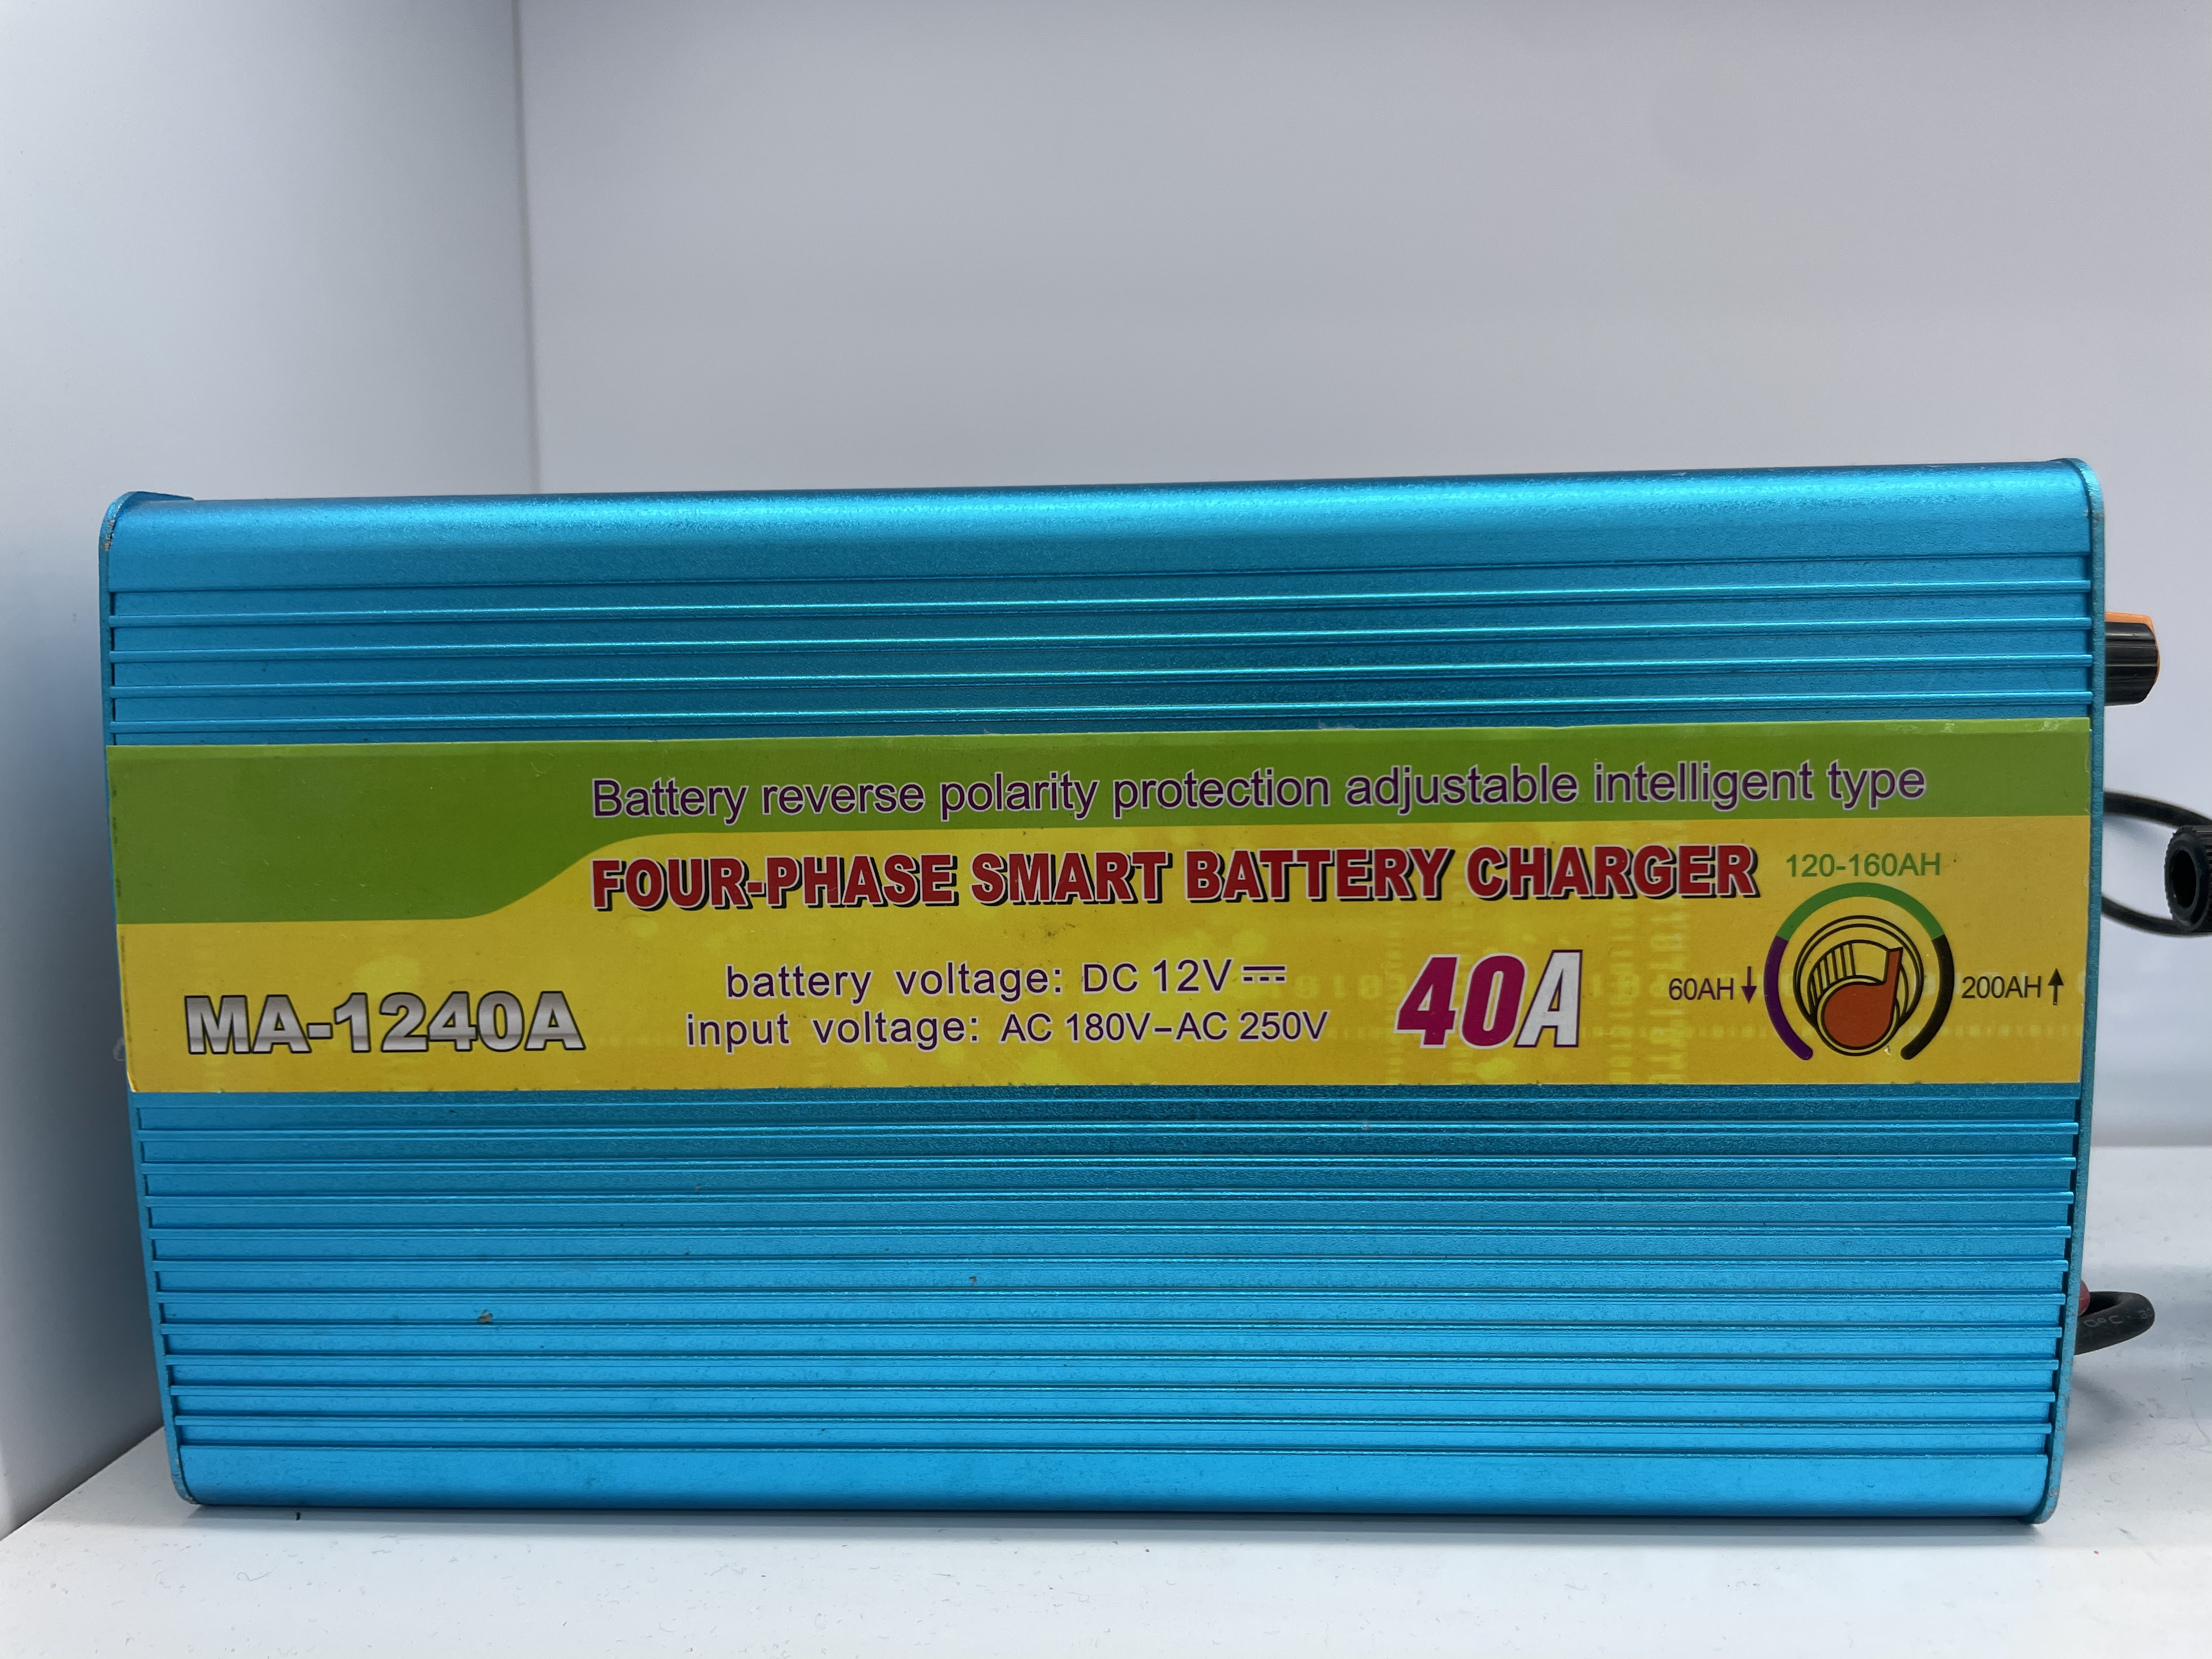 Battery reverse polarity protection adjustable intelligent type
FOUR-PHASE SMART BATTERY CHARGER
120-160AH
battery voltage: DC 12V
40A
60AH↓
200AH↑
MA-1240A
input voltage: AC 180V–AC 250V